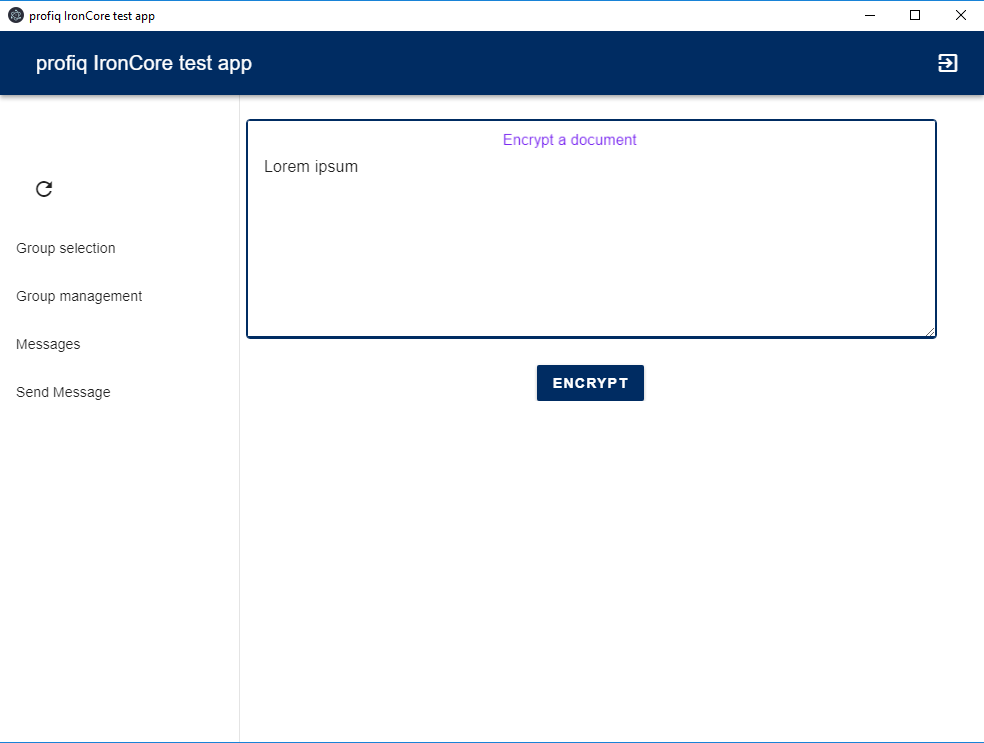 profiq IronCore test app
profiq IronCore test app
Group selection
Group management
Messages
Send Message
Encrypt a document
Lorem ipsum
ENCRYPT